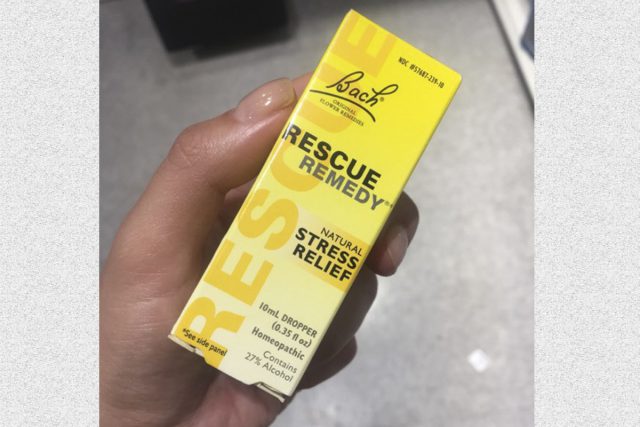 NDC #57687-239-10
Bach®
ORIGINAL
FLOWER REMEDIES
RESCUE
RESCUE
REMEDY®*
NATURAL
STRESS
RELIEF
10mL DROPPER
(0.35 fl oz)
Homeopathic
Contains
27% Alcohol
*See side panel